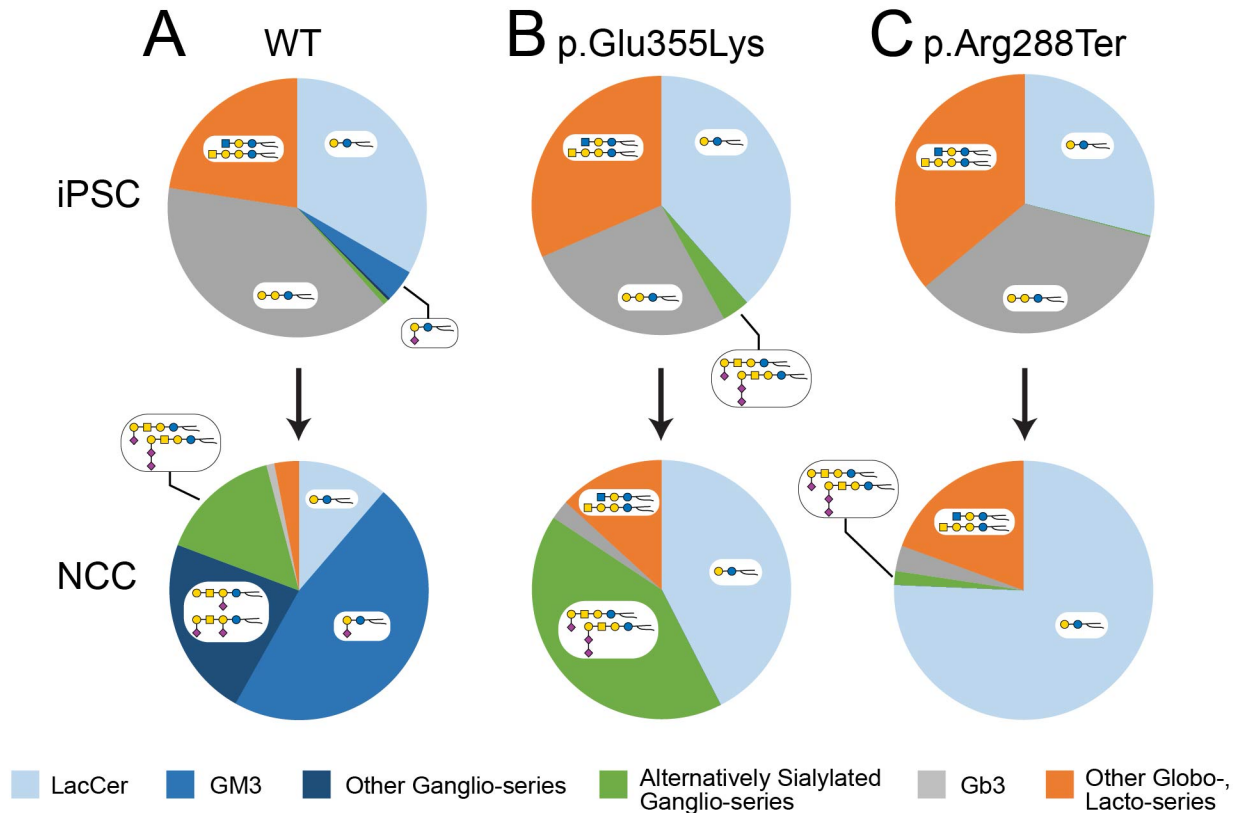 A WT
B p.Glu355Lys
C p.Arg288Ter
iPSC
NCC
LacCer
GM3
Other Ganglio-series
Alternatively Sialylated
Ganglio-series
Gb3
Other Globo-,
Lacto-series